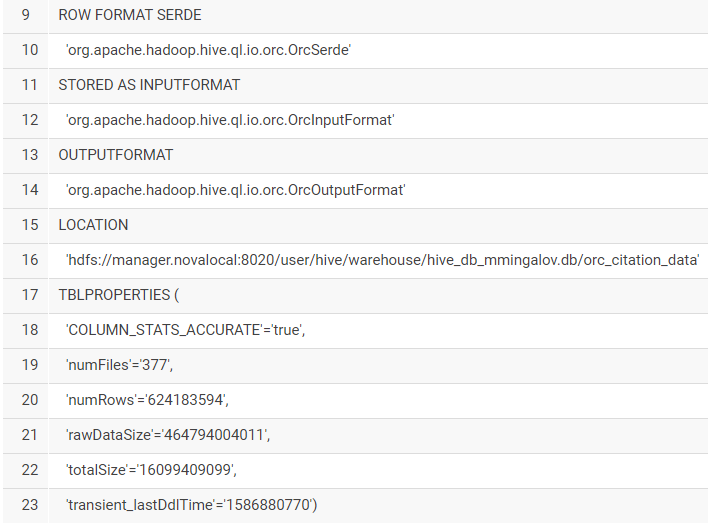 9 ROW FORMAT SERDE
10 'org.apache.hadoop.hive.ql.io.orc.OrcSerde'
11 STORED AS INPUTFORMAT
12 'org.apache.hadoop.hive.ql.io.orc.OrcInputFormat'
13 OUTPUTFORMAT
14 'org.apache.hadoop.hive.ql.io.orc.OrcOutputFormat'
15 LOCATION
16 'hdfs://manager.novalocal:8020/user/hive/warehouse/hive_db_mmingalov.db/orc_citation_data'
17 TBLPROPERTIES (
18 'COLUMN_STATS_ACCURATE'='true',
19 'numFiles'='377',
20 'numRows'='624183594',
21 'rawDataSize'='464794004011',
22 'totalSize'='16099409099',
23 'transient_lastDdlTime'='1586880770')